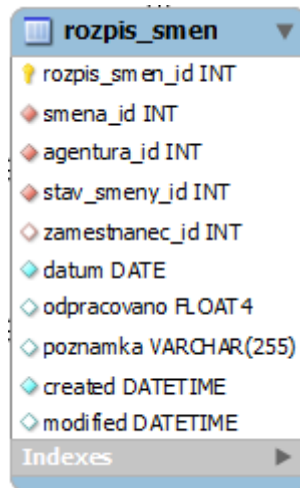 rozpis_smen
rozpis_smen_id INT
smena_id INT
agentura_id INT
stav_smeny_id INT
zamestnanec_id INT
datum DATE
odpracovano FLOAT4
poznamka VARCHAR(255)
created DATETIME
modified DATETIME
Indexes